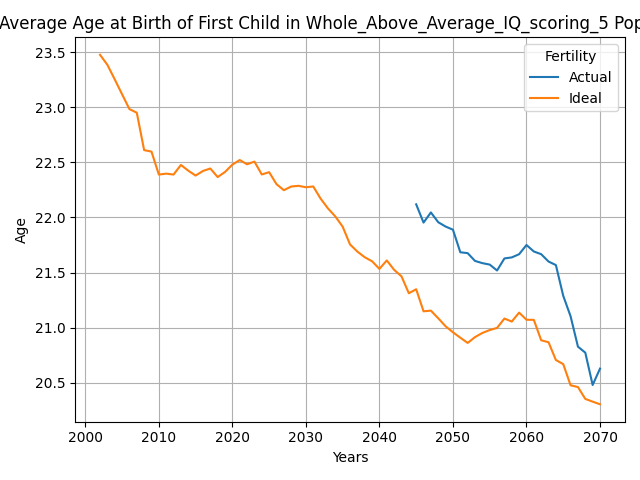 Average Age at Birth of First Child in Whole_Above_Average_IQ_scoring_5 Pop
Fertility
Actual
Ideal
23.5
23.0
22.5
22.0
21.5
21.0
20.5
Age
2000 2010 2020 2030 2040 2050 2060 2070
Years